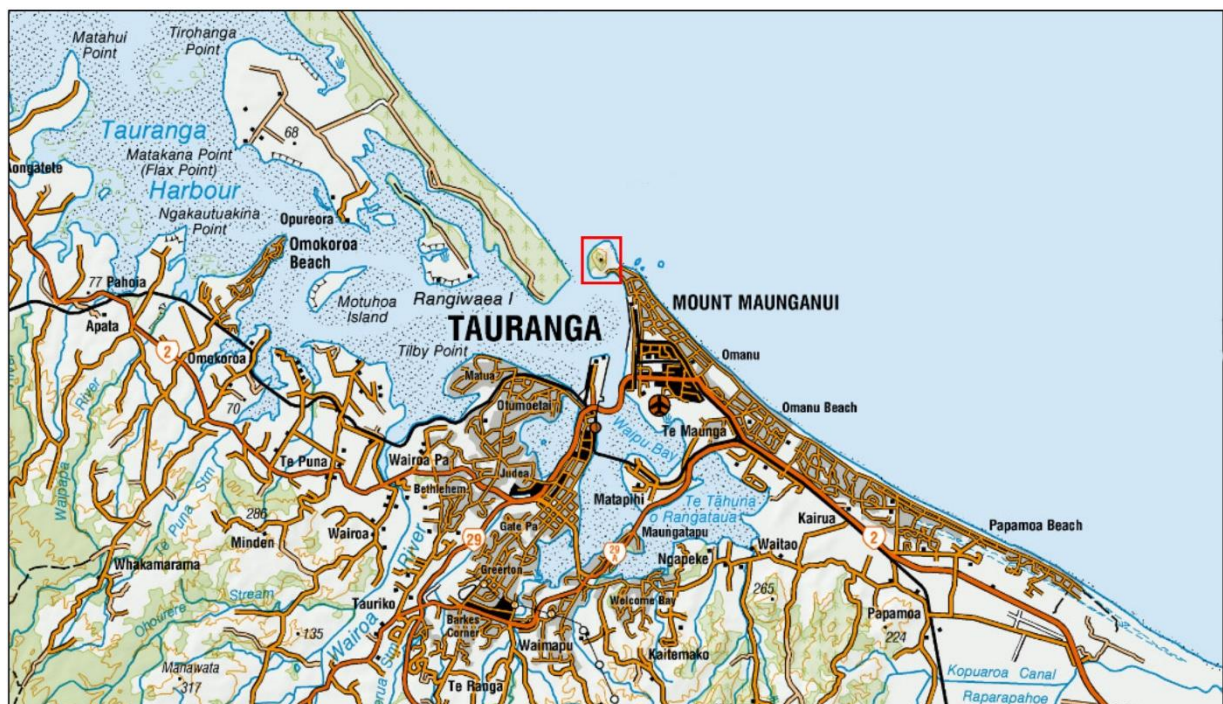 Matahui
Point
Tirohanga
Point
Tauranga
Harbour
68
Matakana Point
(Flax Point)
Ngakautuakina
Point
Opureora
Omokoroa
Beach
77 Pahoia
Apata
2
Motuhoa
Island
Rangiwaea I
TAURANGA
MOUNT MAUNGANUI
Tilby Point
Omokoroa
Matua
Otumoetai
Omanu
Omanu Beach
70
River
Waipapa
Te Puna Stm
Te Puna
Wairoa Pa
Judea
Bethlehem
Waipu Bay
Te Maunga
Matapihi
Te Tāhuna
o Rangataua
Kairua
Papamoa Beach
286
Minden
Wairoa
Gate Pa
29
Maungatapu
Ngapeke
Waitao
2
Whakamarama
Greerton
Ohourere Stream
Wairoa River
Tauriko
Welcome Bay
265
Papamoa
135
Barkes
Corner
Waimapu
Kaitemako
224
Manawata
317
Te Ranga
Kopuaroa Canal
Raparapahoe